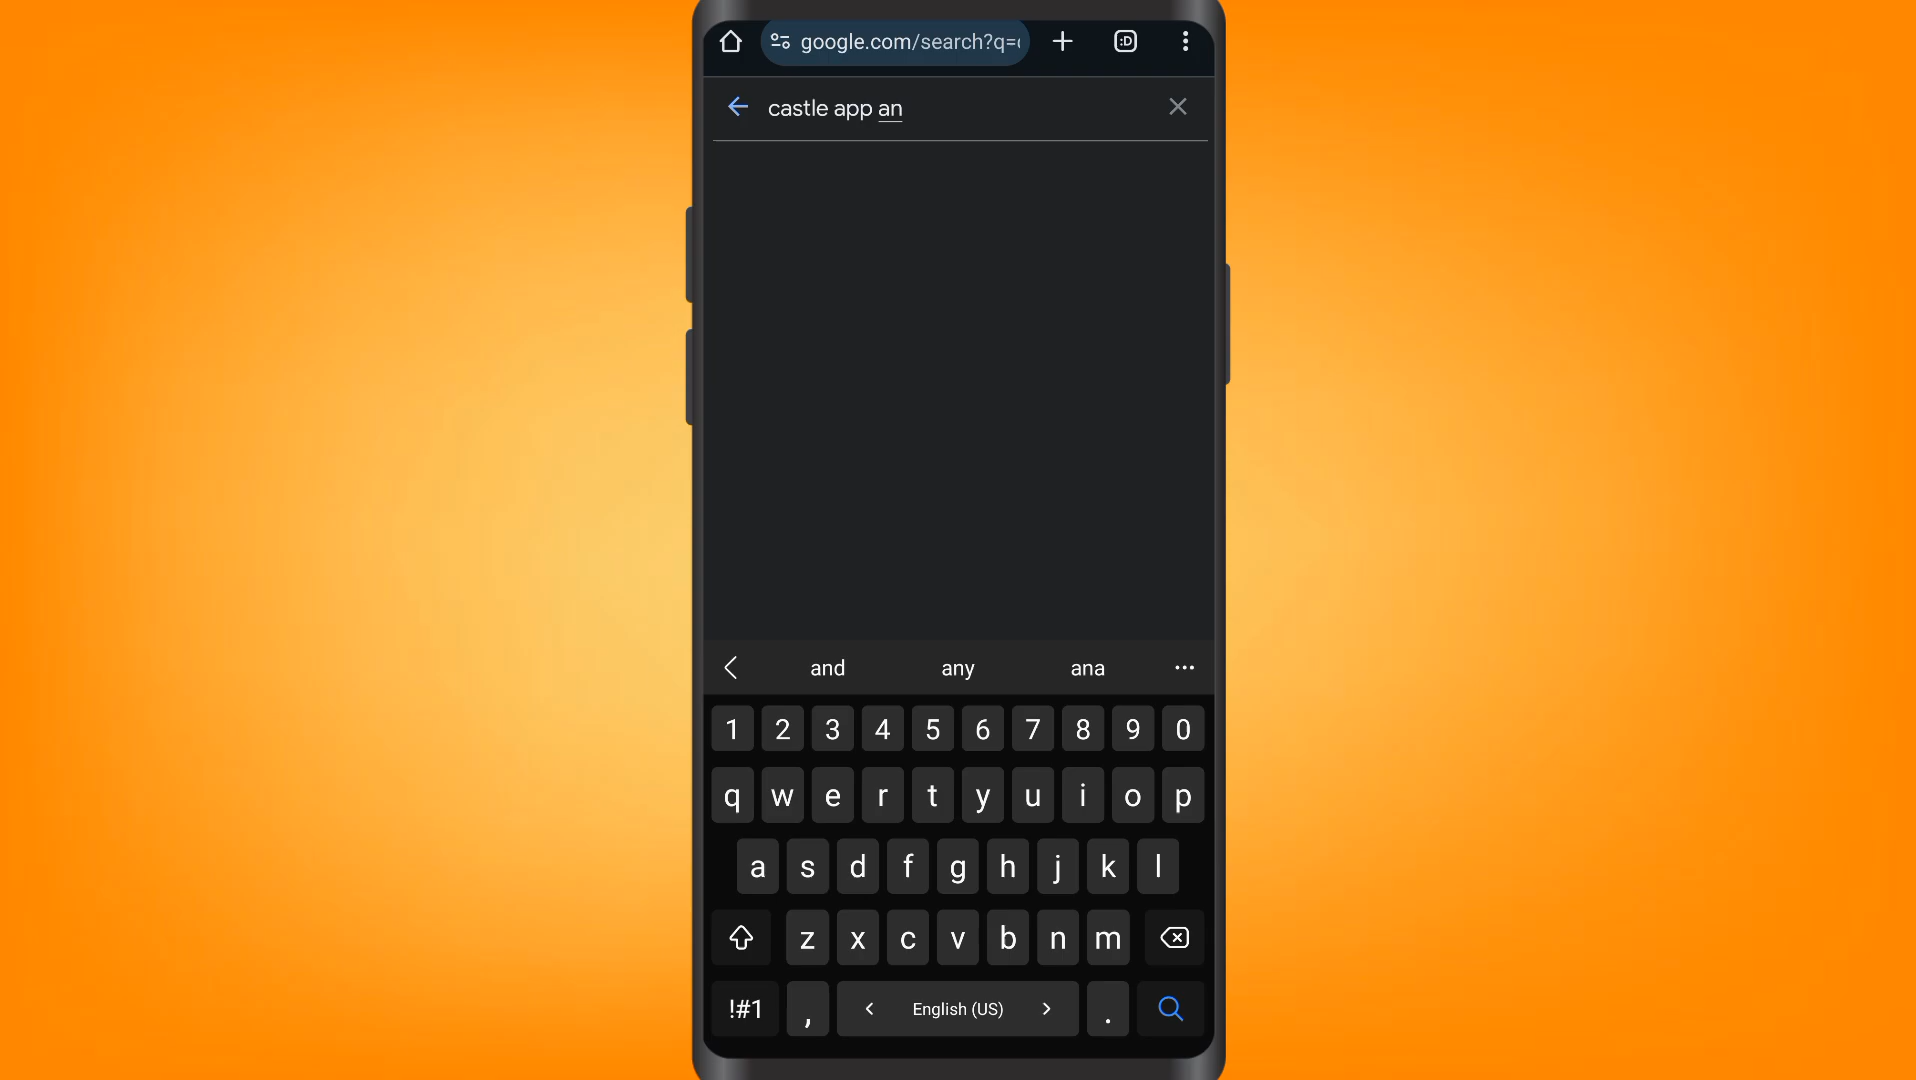 google.com/search?q=
:D
castle app an
and any ana
1 2 3 4 5 6 7 8 9 0
q w e r t y u i o p
a s d f g h j k l
z x c v b n m
!#1 , < English (US) > .